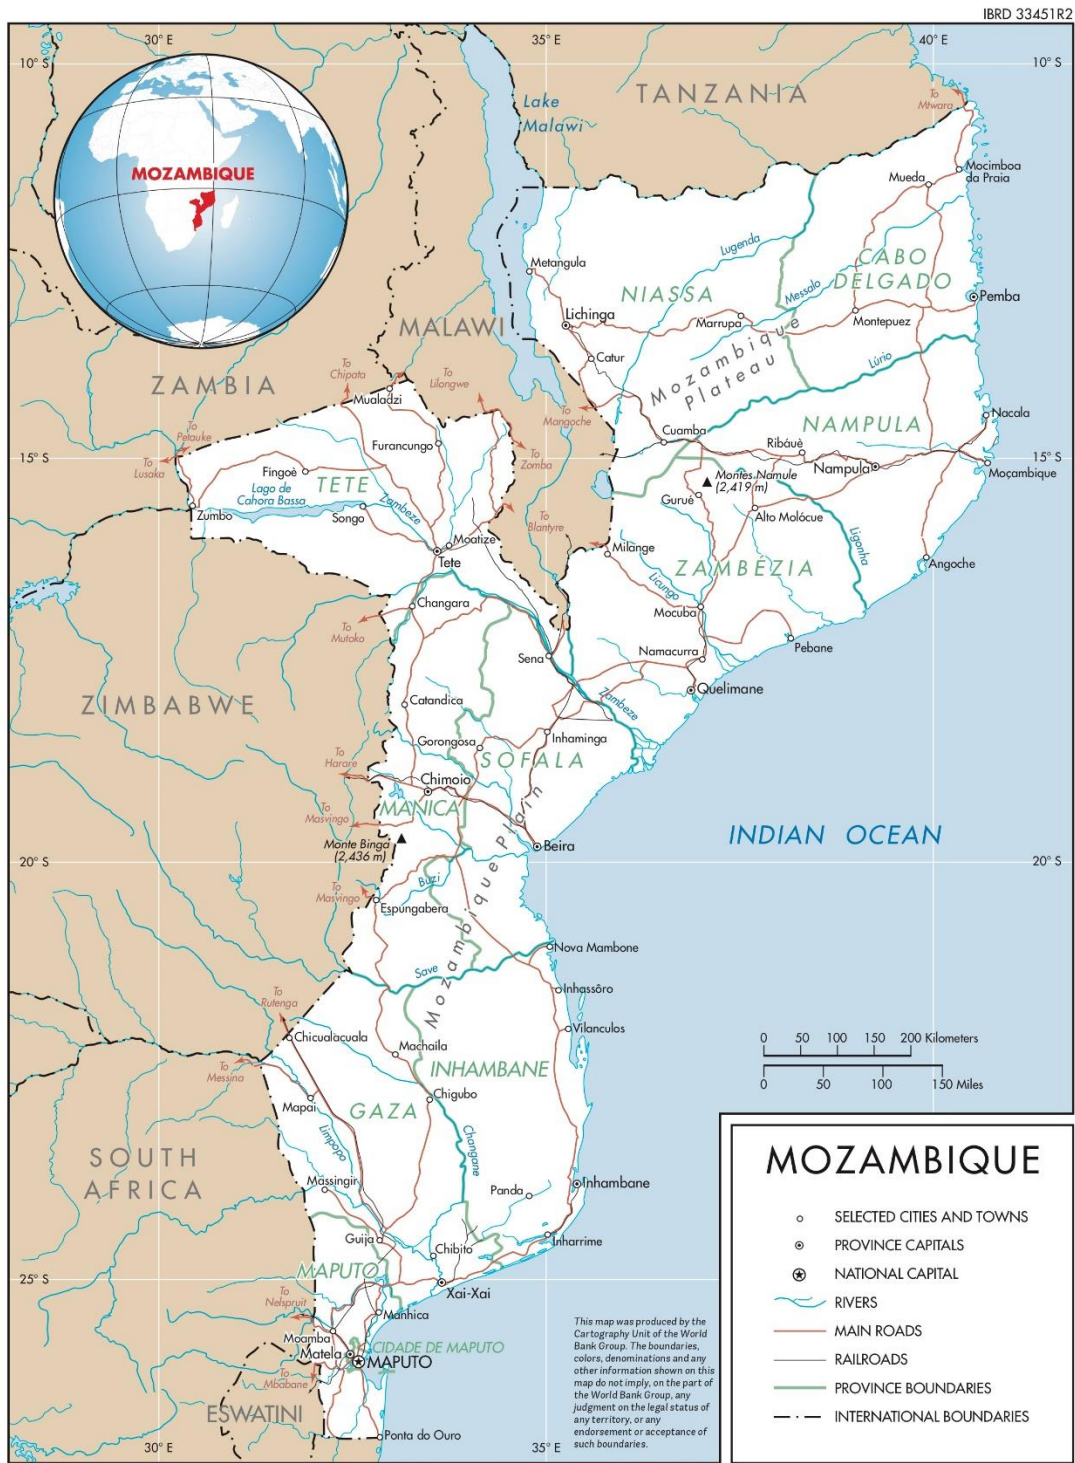 IBRD 33451R2
30° E
35° E
40° E
10° S
10° S
TANZANIA
To
Mtwara
Lake
Malawi
MOZAMBIQUE
Mocimboa
da Praia
Mueda
Lugenda
CABO
DELGADO
Metangula
NIASSA
Messalo
Pemba
Lichinga
MALAWI
Marrupa
Montepuez
Mozambique
Plateau
Catur
Lúrio
ZAMBIA
To
Chipata
To
Lilongwe
Mualadzi
To
Mangoche
Nacala
NAMPULA
To
Petauke
Cuamba
Furancungo
Ribáuè
15° S
To
Lusaka
To
Zomba
Nampula
Moçambique
Fingoè
Montes Namule
(2,419 m)
TETE
Lago de
Cahora Bassa
Gurué
Zambeze
Zumbo
Songo
To
Blantyre
Alto Molócue
Ligonha
Moatize
Milange
Tete
Angoche
ZAMBÉZIA
Licungo
Changara
Mocuba
To
Mutoko
Pebane
Sena
Namacurra
ZIMBABWE
Quelimane
Catandica
Zambeze
Gorongosa
Inhaminga
SOFALA
To
Harare
Chimoio
MANICA
To
Masvingo
INDIAN OCEAN
Monte Binga
(2,436 m)
Beira
20° S
20° S
Mozambique Plain
Buzi
To
Masvingo
Espungabera
Nova Mambone
Save
Inhassôro
To
Rutenga
Vilanculos
Chicualacuala
0 50 100 150 200 Kilometers
Machaila
To
Messina
INHAMBANE
0 50 100 150 Miles
Chigubo
Mapai
GAZA
Limpopo
Changane
SOUTH
AFRICA
Massingir
Panda
Inhambane
Guija
Chibito
Inharrime
MAPUTO
25° S
Xai-Xai
To
Nelspruit
Manhica
Moamba
CIDADE DE MAPUTO
Matela
MAPUTO
To
Mbabane
ESWATINI
Ponta do Ouro
30° E
35° E
This map was produced by the
Cartography Unit of the World
Bank Group. The boundaries,
colors, denominations and any
other information shown on this
map do not imply, on the part of
the World Bank Group, any
judgment on the legal status of
any territory, or any
endorsement or acceptance of
such boundaries.
MOZAMBIQUE
SELECTED CITIES AND TOWNS
PROVINCE CAPITALS
NATIONAL CAPITAL
RIVERS
MAIN ROADS
RAILROADS
PROVINCE BOUNDARIES
INTERNATIONAL BOUNDARIES